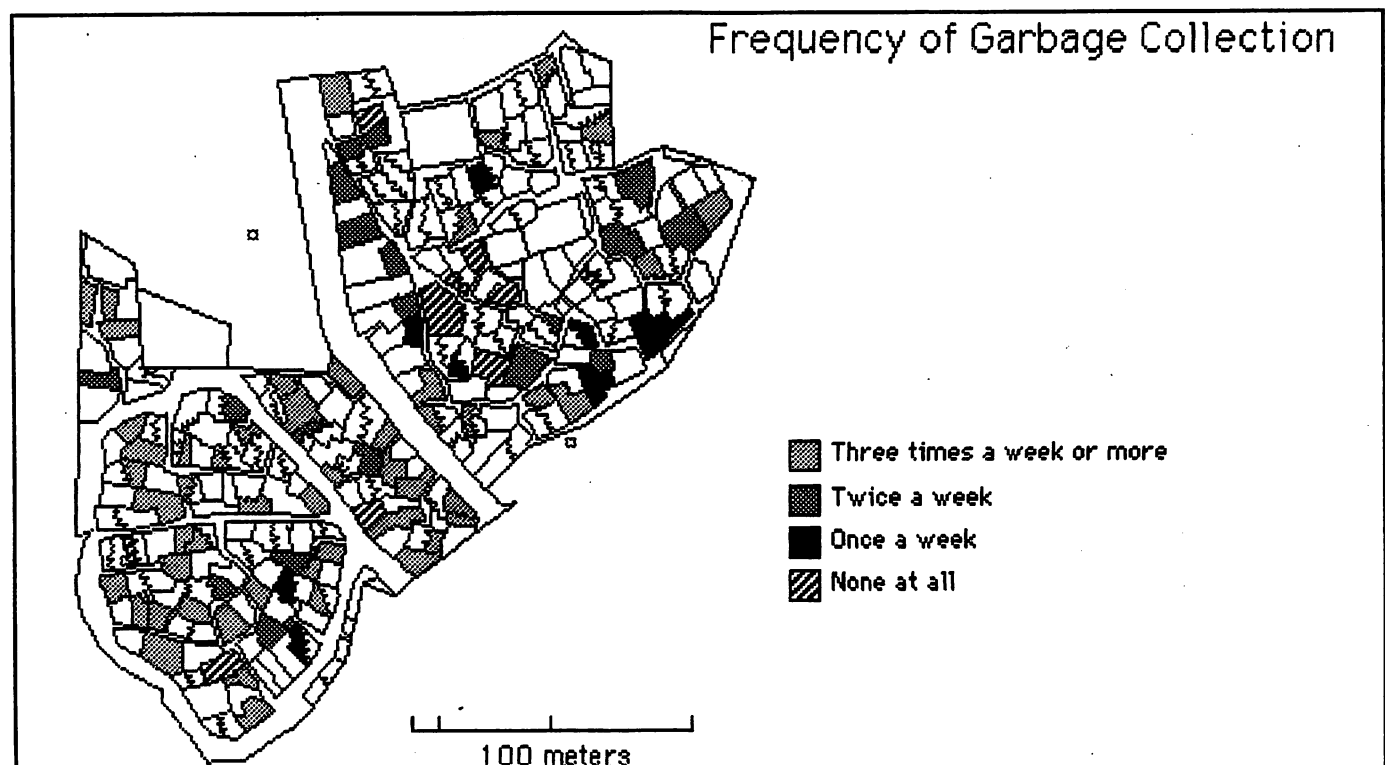 Frequency of Garbage Collection
Three times a week or more
Twice a week
Once a week
None at all
100 meters